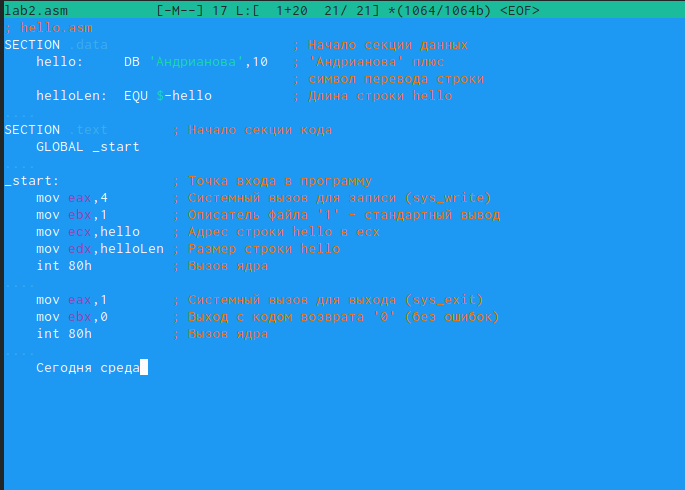 lab2.asm [-M--] 17 L:[ 1+20 21/ 21] *(1064/1064b) <EOF>
; hello.asm
SECTION .data ; Начало секции данных
hello: DB 'Андрианова',10 ; 'Андрианова' плюс
; символ перевода строки
helloLen: EQU $-hello ; Длина строки hello
----
SECTION .text ; Начало секции кода
GLOBAL _start
----
_start: ; Точка входа в программу
mov eax,4 ; Системный вызов для записи (sys_write)
mov ebx,1 ; Описатель файла '1' - стандартный вывод
mov ecx,hello ; Адрес строки hello в ecx
mov edx,helloLen ; Размер строки hello
int 80h ; Вызов ядра
----
mov eax,1 ; Системный вызов для выхода (sys_exit)
mov ebx,0 ; Выход с кодом возврата '0' (без ошибок)
int 80h ; Вызов ядра
----
Сегодня среда